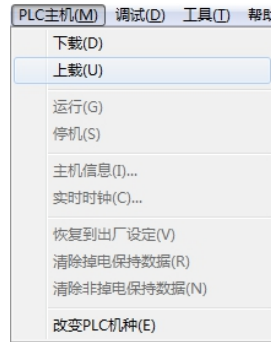 PLC主机(M) 调试(D) 工具(T)
下载(D)
上载(U)
运行(G)
停机(S)
主机信息(I)...
实时时钟(C)...
恢复到出厂设定(V)
清除掉电保持数据(R)
清除非掉电保持数据(N)
改变PLC机种(E)